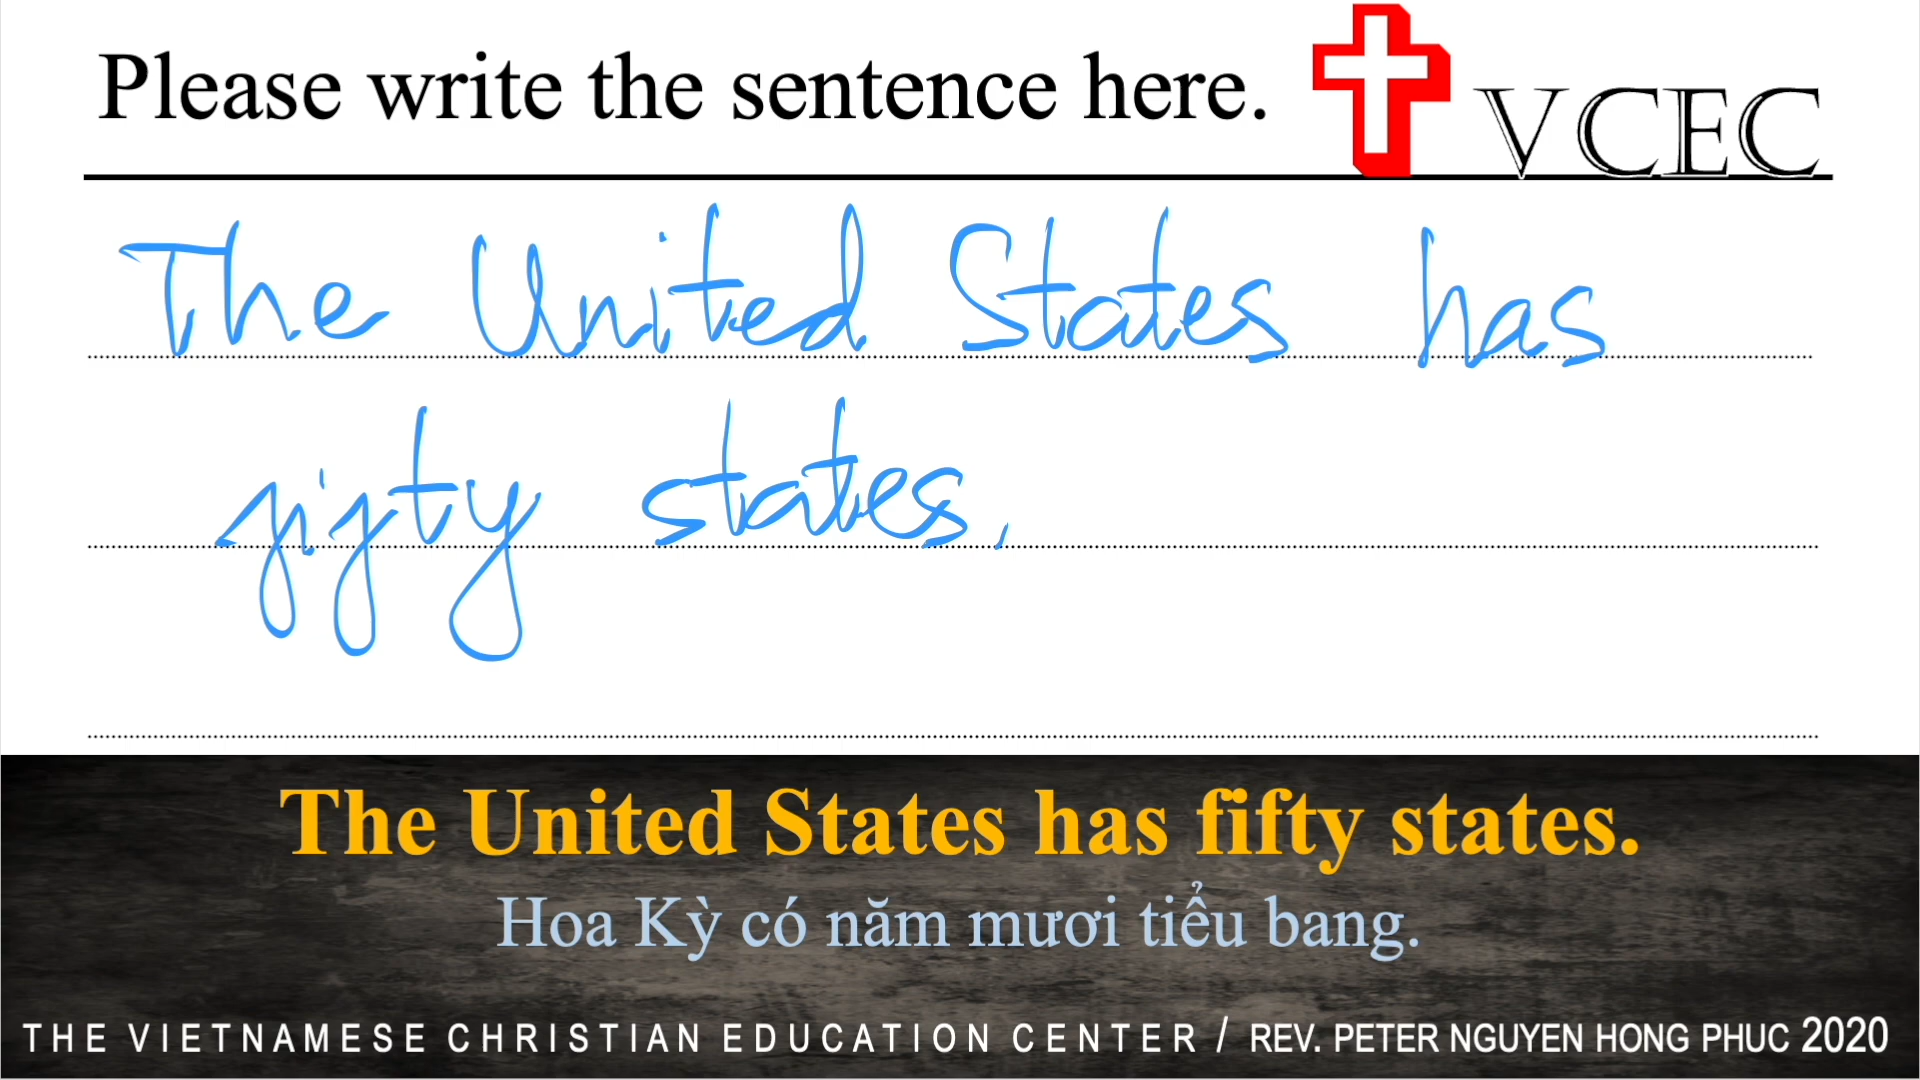 Please write the sentence here.
VCEC
The United States has
fifty states.
The United States has fifty states.
Hoa Kỳ có năm mươi tiểu bang.
THE VIETNAMESE CHRISTIAN EDUCATION CENTER / REV. PETER NGUYEN HONG PHUC 2020